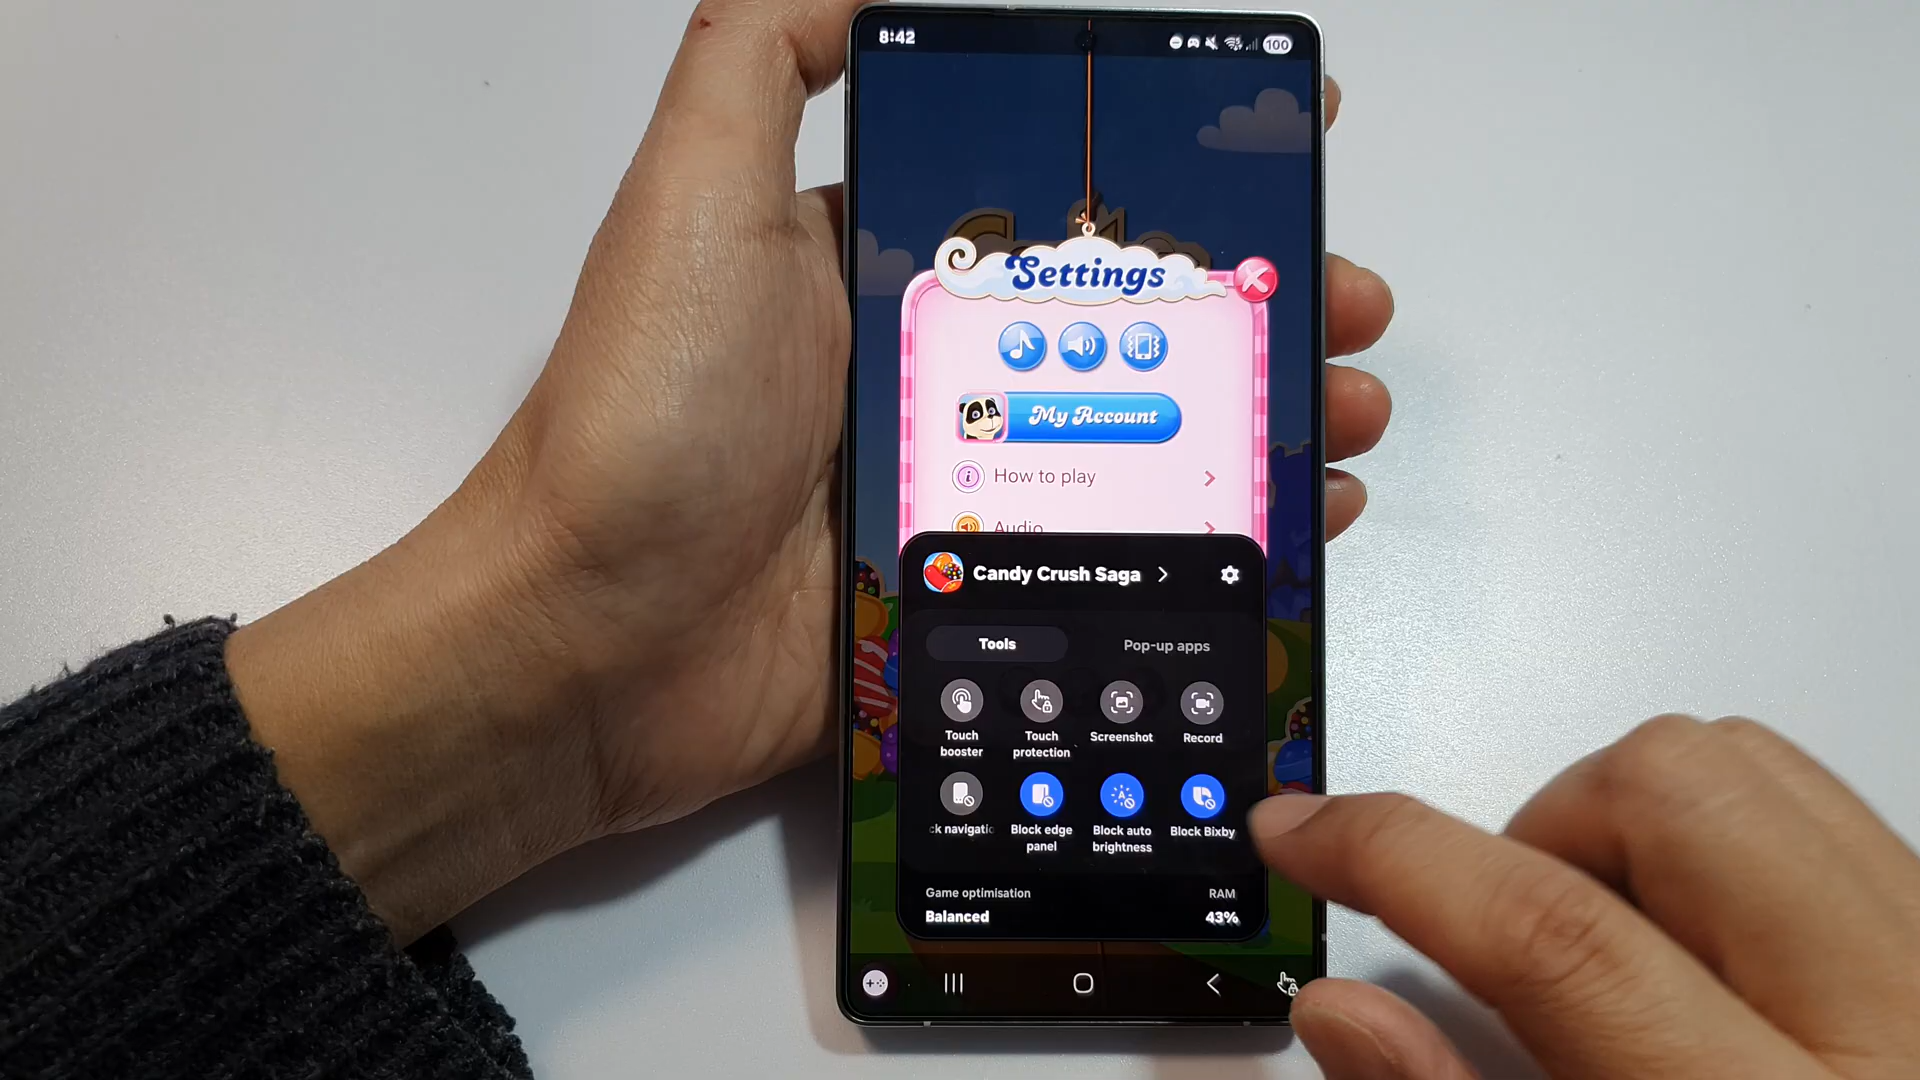 8:42
100
Settings
My Account
How to play
Audio
Candy Crush Saga
Tools
Pop-up apps
Touch booster
Touch protection
Screenshot
Record
ck navigatio
Block edge panel
Block auto brightness
Block Bixby
Game optimisation
RAM
Balanced
43%